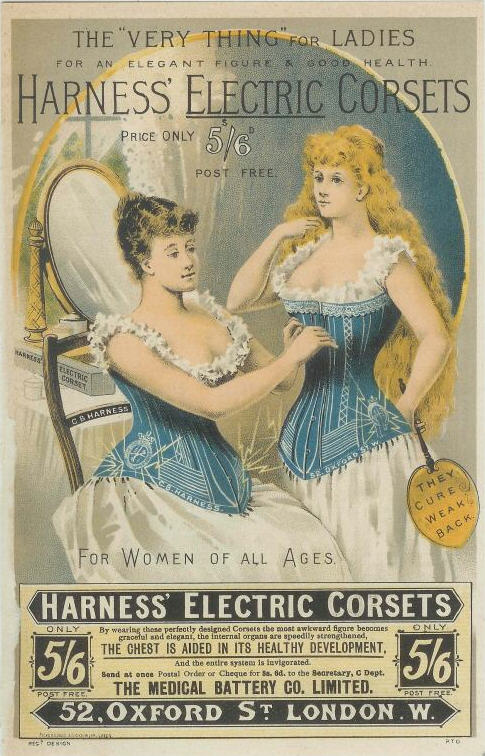 THE "VERY THING" FOR LADIES
FOR AN ELEGANT FIGURE & GOOD HEALTH.
HARNESS' ELECTRIC CORSETS
PRICE ONLY 5/6
S D
POST FREE.
HARNESS'
ELECTRIC
CORSET
C.B.HARNESS
C.B.HARNESS.
52 OXFORD ST W.
THEY
CURE
WEAK
BACK.
FOR WOMEN OF ALL AGES.
HARNESS' ELECTRIC CORSETS
ONLY
5/6
POST FREE.
By wearing these perfectly designed Corsets the most awkward figure becomes
graceful and elegant, the internal organs are speedily strengthened,
THE CHEST IS AIDED IN ITS HEALTHY DEVELOPMENT,
And the entire system is invigorated.
Send at once Postal Order or Cheque for 5s. 6d. to the Secretary, C Dept.
THE MEDICAL BATTERY CO. LIMITED.
ONLY
5/6
POST FREE.
52, OXFORD ST LONDON. W.
REGD DESIGN
P.T.O.